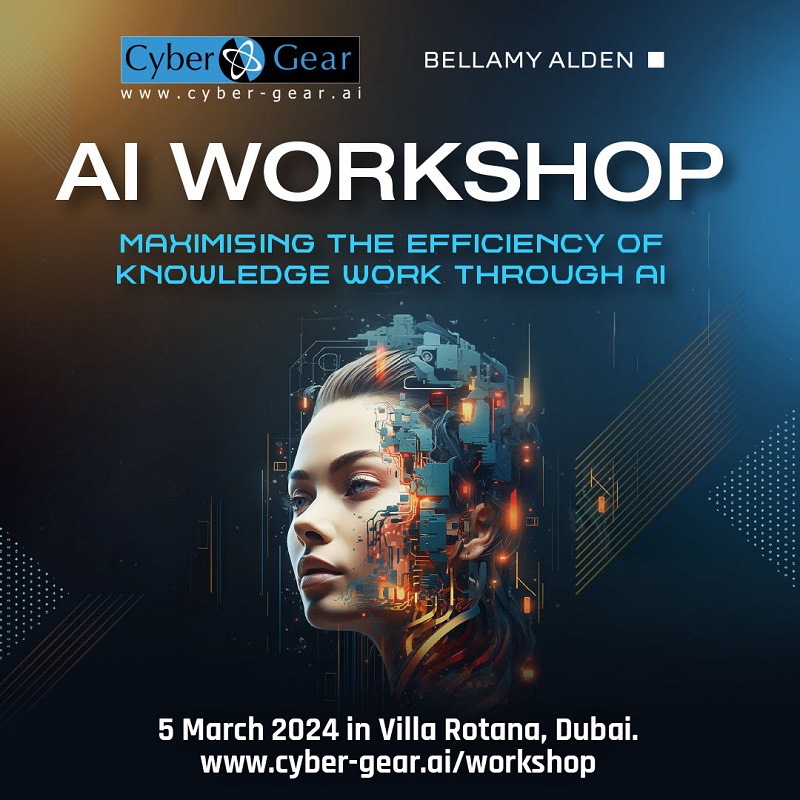 Cyber Gear
www.cyber-gear.ai
BELLAMY ALDEN
AI WORKSHOP
MAXIMISING THE EFFICIENCY OF
KNOWLEDGE WORK THROUGH AI
5 March 2024 in Villa Rotana, Dubai.
www.cyber-gear.ai/workshop